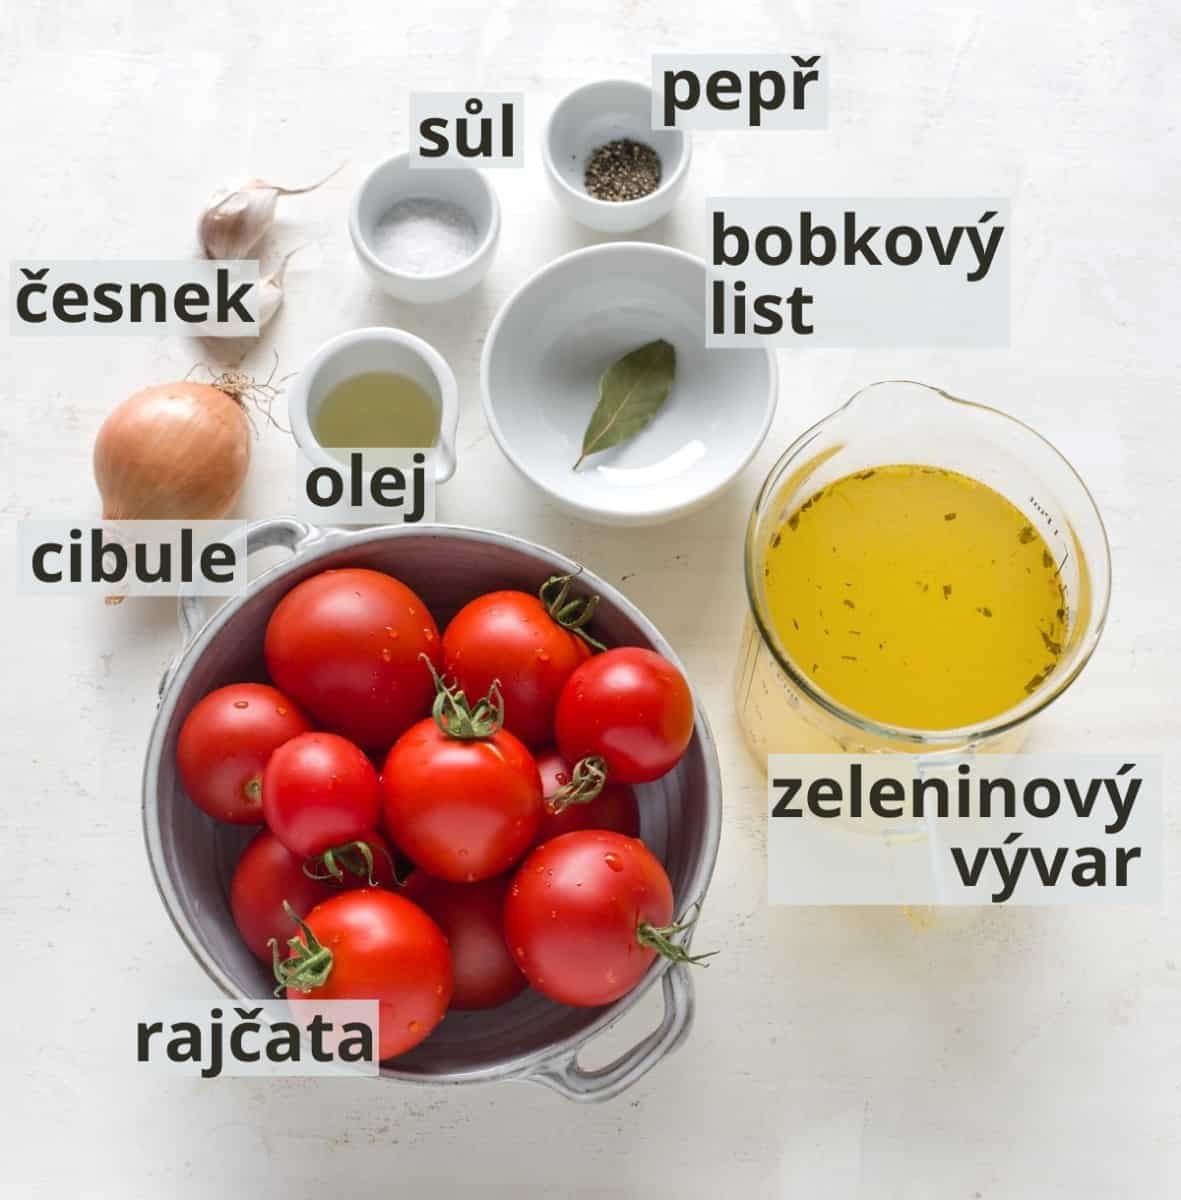 pepř
sůl
bobkový
list
česnek
olej
cibule
zeleninový
vývar
rajčata